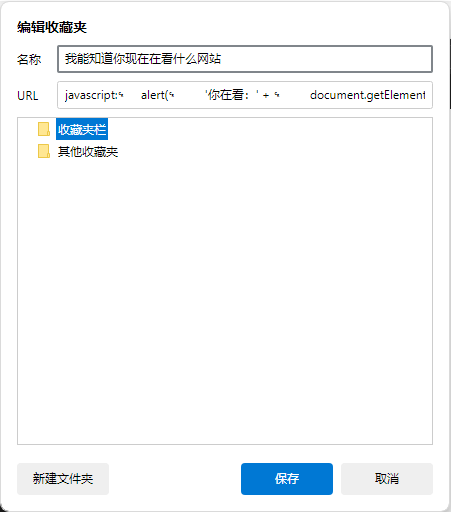 编辑收藏夹
名称 我能知道你现在在看什么网站
URL javascript:↰ alert(↰ '你在看：' + ↰ document.getElement
收藏夹栏
其他收藏夹
新建文件夹 保存 取消